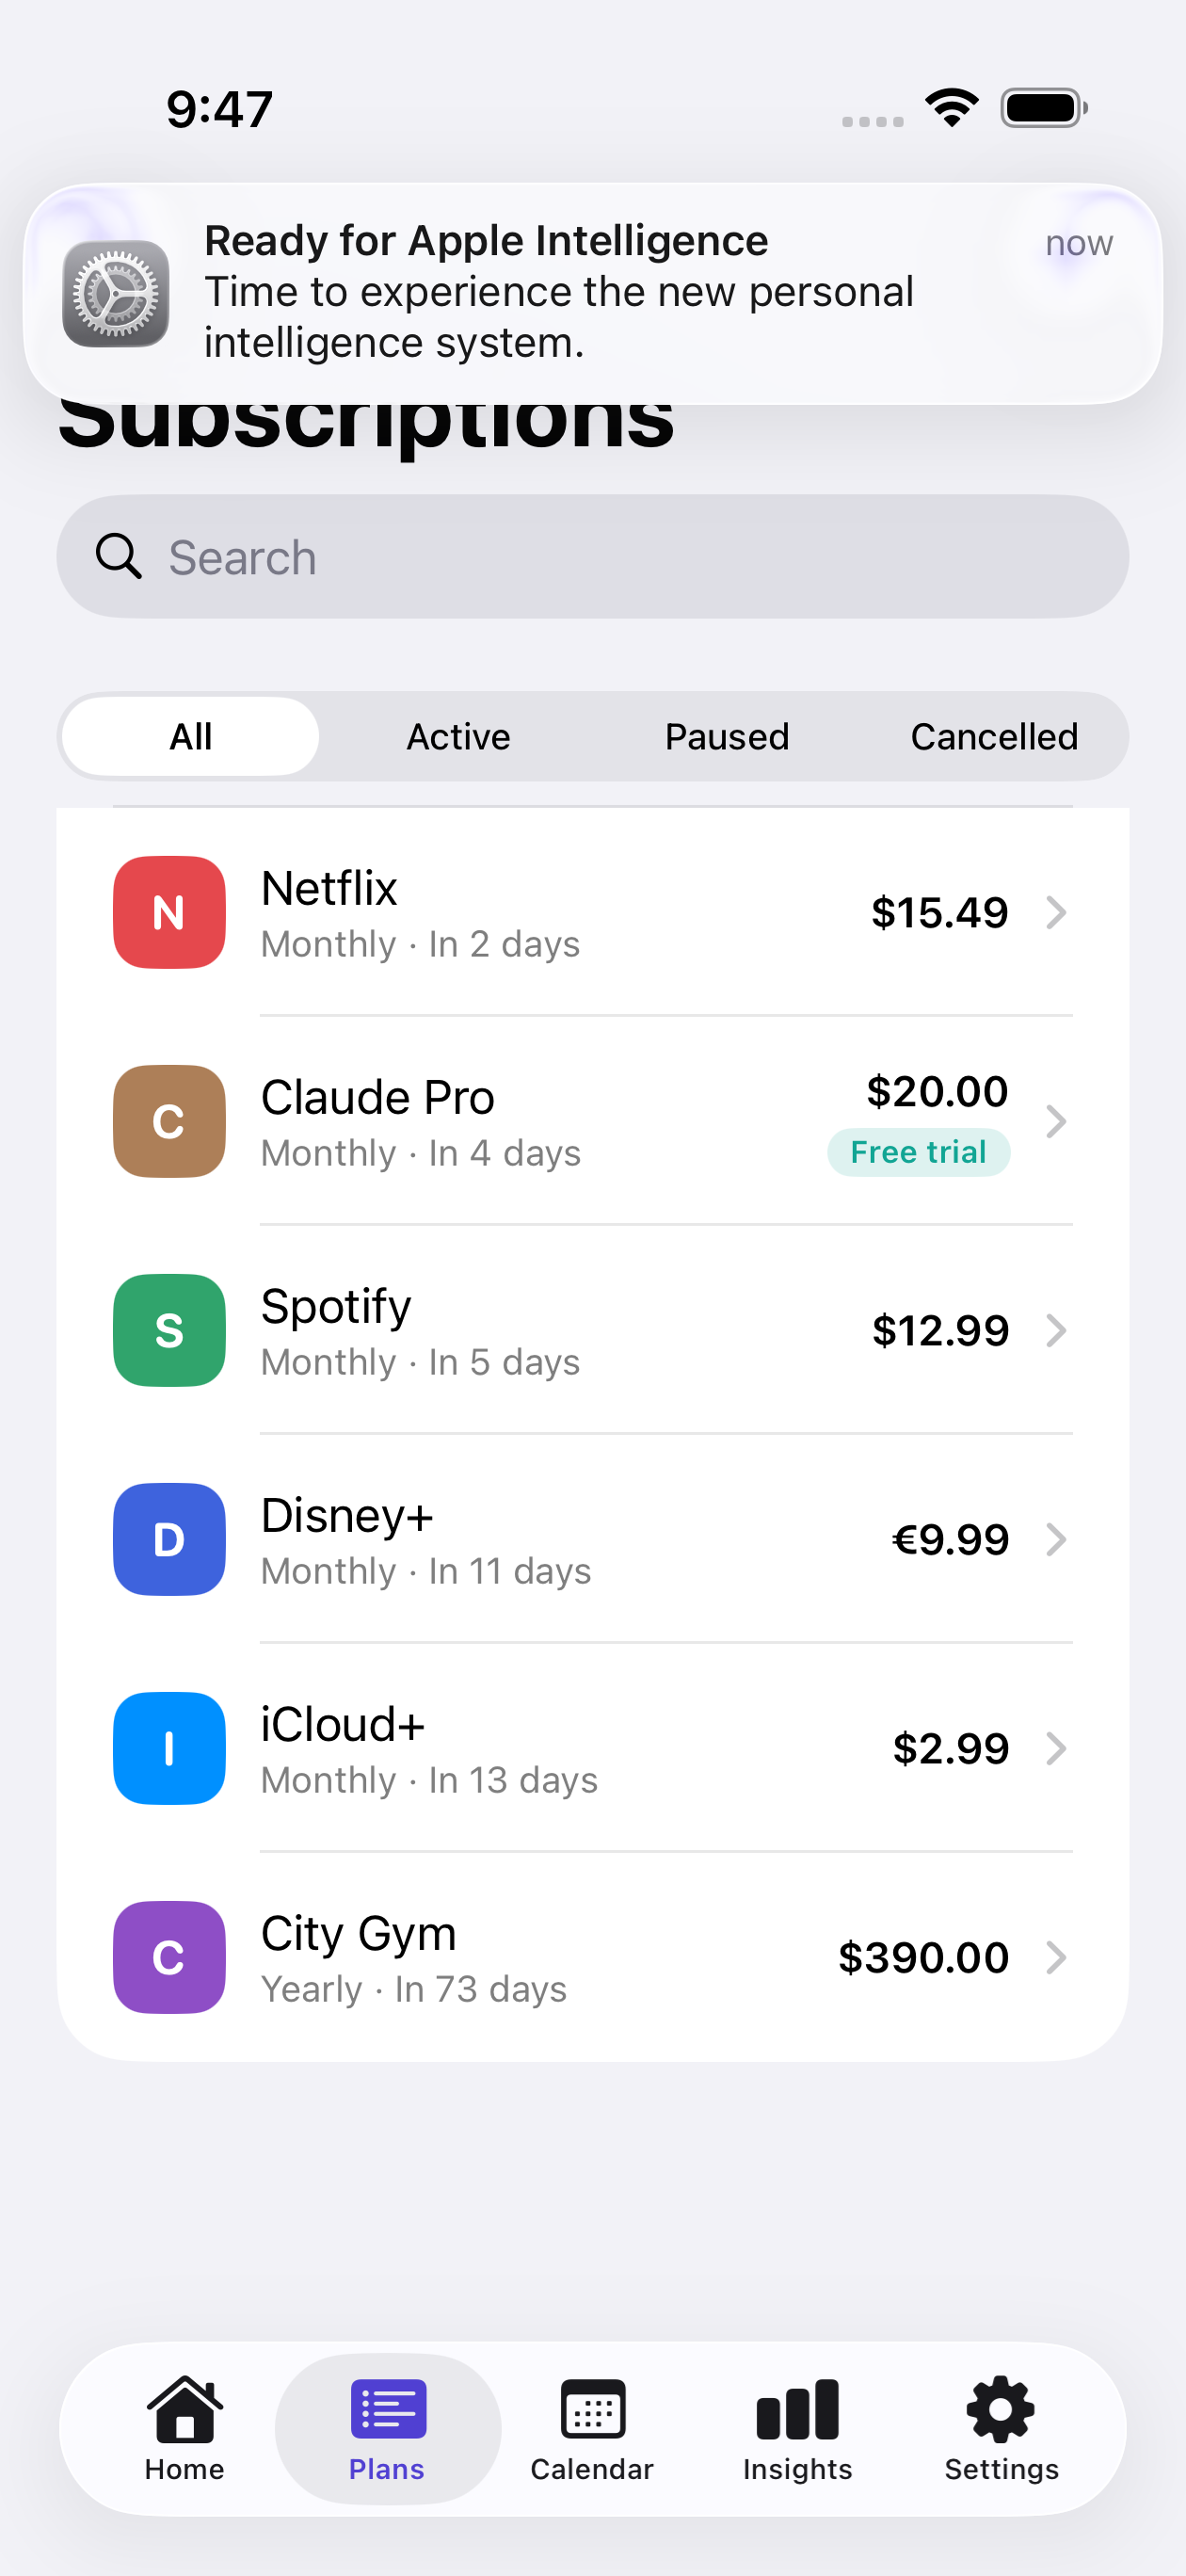 9:47
Ready for Apple Intelligence
now
Time to experience the new personal
intelligence system.
Subscriptions
Search
All
Active
Paused
Cancelled
N
Netflix
$15.49
Monthly · In 2 days
C
Claude Pro
$20.00
Monthly · In 4 days
Free trial
S
Spotify
$12.99
Monthly · In 5 days
D
Disney+
€9.99
Monthly · In 11 days
I
iCloud+
$2.99
Monthly · In 13 days
C
City Gym
$390.00
Yearly · In 73 days
Home
Plans
Calendar
Insights
Settings